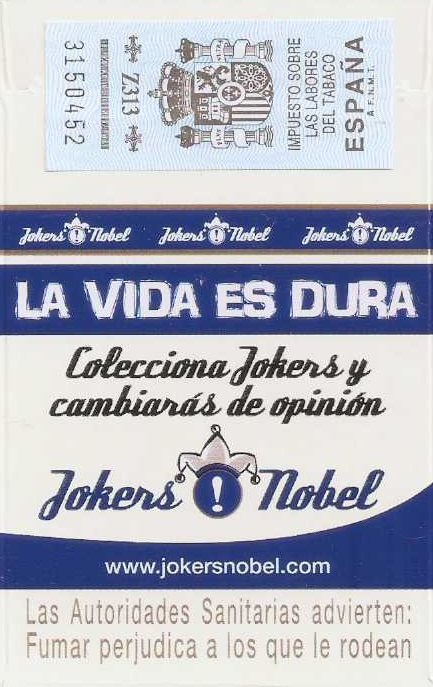 3150452
Z313
IMPUESTO SOBRE
LAS LABORES
DEL TABACO
ESPAÑA
A F.N.M.T.
Jokers ! Nobel Jokers ! Nobel Jokers ! Nobel
LA VIDA ES DURA
Colecciona Jokers y
cambiarás de opinión
Jokers ! Nobel
www.jokersnobel.com
Las Autoridades Sanitarias advierten:
Fumar perjudica a los que le rodean